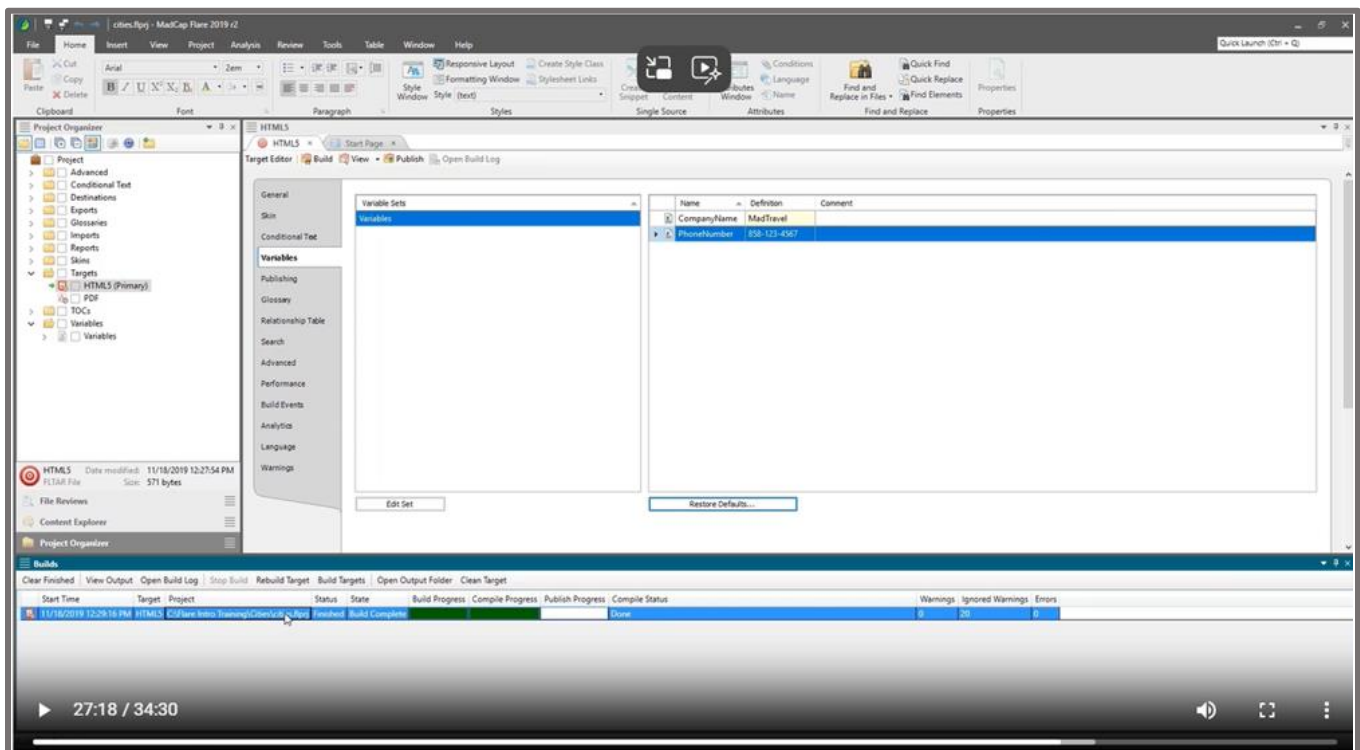 cities.flprj - MadCap Flare 2019 r2
File Home Insert View Project Analysis Review Tools Table Window Help
Quick Launch (Ctrl + Q)
Paste
Cut
Copy
Delete
Clipboard
Arial 2em
B I U X² X₂
Font
Paragraph
Style Window
Responsive Layout Create Style Class
Formatting Window Stylesheet Links
Style (text)
Styles
Snippet Content
Single Source
Window
Conditions
Language
Name
Attributes
Find and Replace in Files
Quick Find
Quick Replace
Find Elements
Find and Replace
Properties
Properties
Project Organizer
Project
Advanced
Conditional Text
Destinations
Exports
Glossaries
Imports
Reports
Skins
Targets
HTML5 (Primary)
PDF
TOCs
Variables
Variables
HTML5 Date modified: 11/18/2019 12:27:54 PM
FLTAR File Size: 571 bytes
File Reviews
Content Explorer
Project Organizer
HTML5
HTML5 Start Page
Target Editor Build View Publish Open Build Log
General
Skin
Conditional Text
Variables
Publishing
Glossary
Relationship Table
Search
Advanced
Performance
Build Events
Analytics
Language
Warnings
Variable Sets
Variables
Edit Set
Name Definition Comment
CompanyName MadTravel
PhoneNumber 858-123-4567
Restore Defaults...
Builds
Clear Finished View Output Open Build Log Stop Build Rebuild Target Build Targets Open Output Folder Clean Target
Start Time Target Project Status State Build Progress Compile Progress Publish Progress Compile Status Warnings Ignored Warnings Errors
11/18/2019 12:29:16 PM HTML5 Finished Build Complete Done 0 20 0
27:18 / 34:30